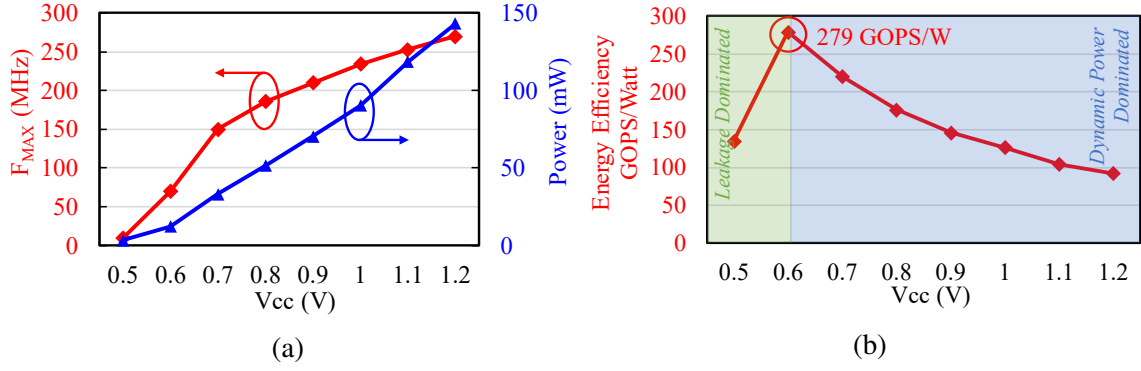 300
250
200
150
100
50
0
F_MAX (MHz)
150
100
50
0
Power (mW)
0.5 0.6 0.7 0.8 0.9 1 1.1 1.2
Vcc (V)
(a)
300
250
200
150
100
50
0
Energy Efficiency
GOPS/Watt
Leakage Dominated
279 GOPS/W
Dynamic Power
Dominated
0.5 0.6 0.7 0.8 0.9 1 1.1 1.2
Vcc (V)
(b)